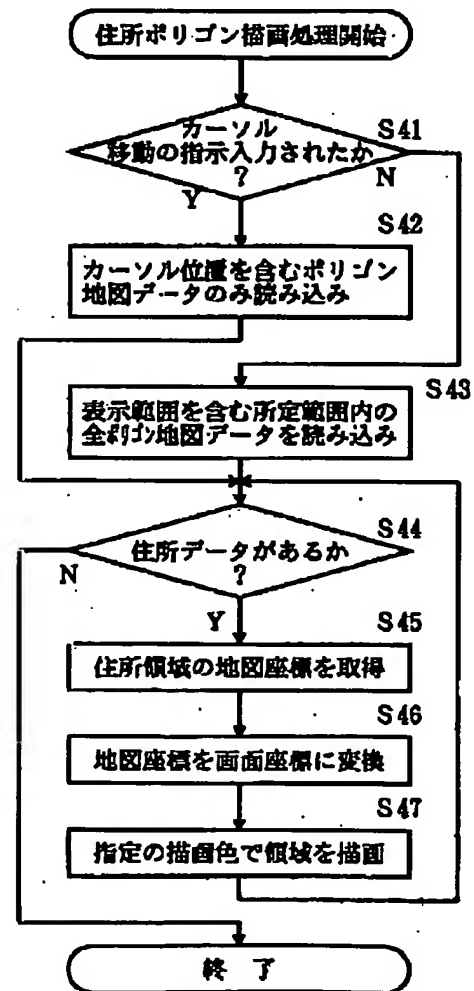 住所ポリゴン描画処理開始
カーソル
移動の指示入力されたか
?
S41
Y
N
S42
カーソル位置を含むポリゴン
地図データのみ読み込み
S43
表示範囲を含む所定範囲内の
全ポリゴン地図データを読み込み
S44
住所データがあるか
?
N
Y
S45
住所領域の地図座標を取得
S46
地図座標を画面座標に変換
S47
指定の描画色で領域を描画
終了